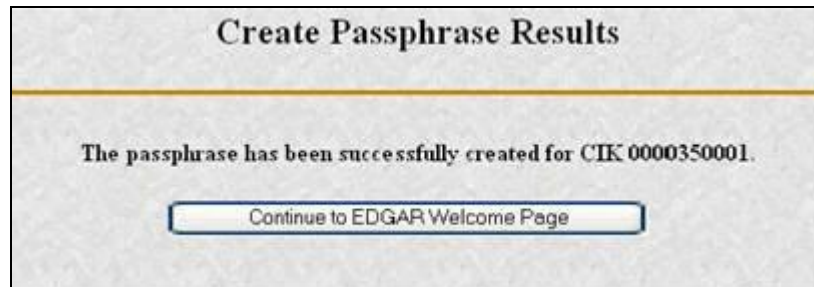 Create Passphrase Results
The passphrase has been successfully created for CIK 0000350001.
Continue to EDGAR Welcome Page